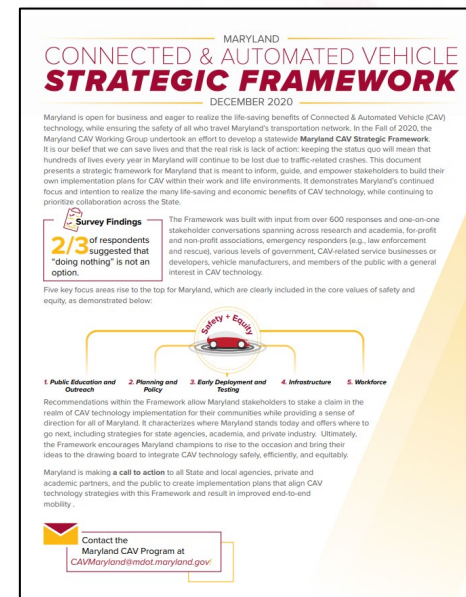 MARYLAND
CONNECTED & AUTOMATED VEHICLE
STRATEGIC FRAMEWORK
DECEMBER 2020
Maryland is open for business and eager to realize the life-saving benefits of Connected & Automated Vehicle (CAV)
technology, while ensuring the safety of all who travel Maryland's transportation network. In the Fall of 2020, the
Maryland CAV Working Group undertook an effort to develop a statewide Maryland CAV Strategic Framework.
It is our belief that we can save lives and that the real risk is lack of action: keeping the status quo will mean that
hundreds of lives every year in Maryland will continue to be lost due to traffic-related crashes. This document
presents a strategic framework for Maryland that is meant to inform, guide, and empower stakeholders to build their
own implementation plans for CAV within their work and life environments. It demonstrates Maryland's continued
focus and intention to realize the many life-saving and economic benefits of CAV technology, while continuing to
prioritize collaboration across the State.
Survey Findings
2/3 of respondents
suggested that
"doing nothing" is not an
option.
The Framework was built with input from over 600 responses and one-on-one
stakeholder conversations spanning across research and academia, for-profit
and non-profit associations, emergency responders (e.g., law enforcement
and rescue), various levels of government, CAV-related service businesses or
developers, vehicle manufacturers, and members of the public with a general
interest in CAV technology.
Five key focus areas rise to the top for Maryland, which are clearly included in the core values of safety and
equity, as demonstrated below:
Safety + Equity
1. Public Education and
Outreach
2. Planning and
Policy
3. Early Deployment and
Testing
4. Infrastructure
5. Workforce
Recommendations within the Framework allow Maryland stakeholders to stake a claim in the
realm of CAV technology implementation for their communities while providing a sense of
direction for all of Maryland. It characterizes where Maryland stands today and offers where to
go next, including strategies for state agencies, academia, and private industry. Ultimately,
the Framework encourages Maryland champions to rise to the occasion and bring their
ideas to the drawing board to integrate CAV technology safely, efficiently, and equitably.
Maryland is making a call to action to all State and local agencies, private and
academic partners, and the public to create implementation plans that align CAV
technology strategies with this Framework and result in improved end-to-end
mobility .
Contact the
Maryland CAV Program at
CAVMaryland@mdot.maryland.gov!